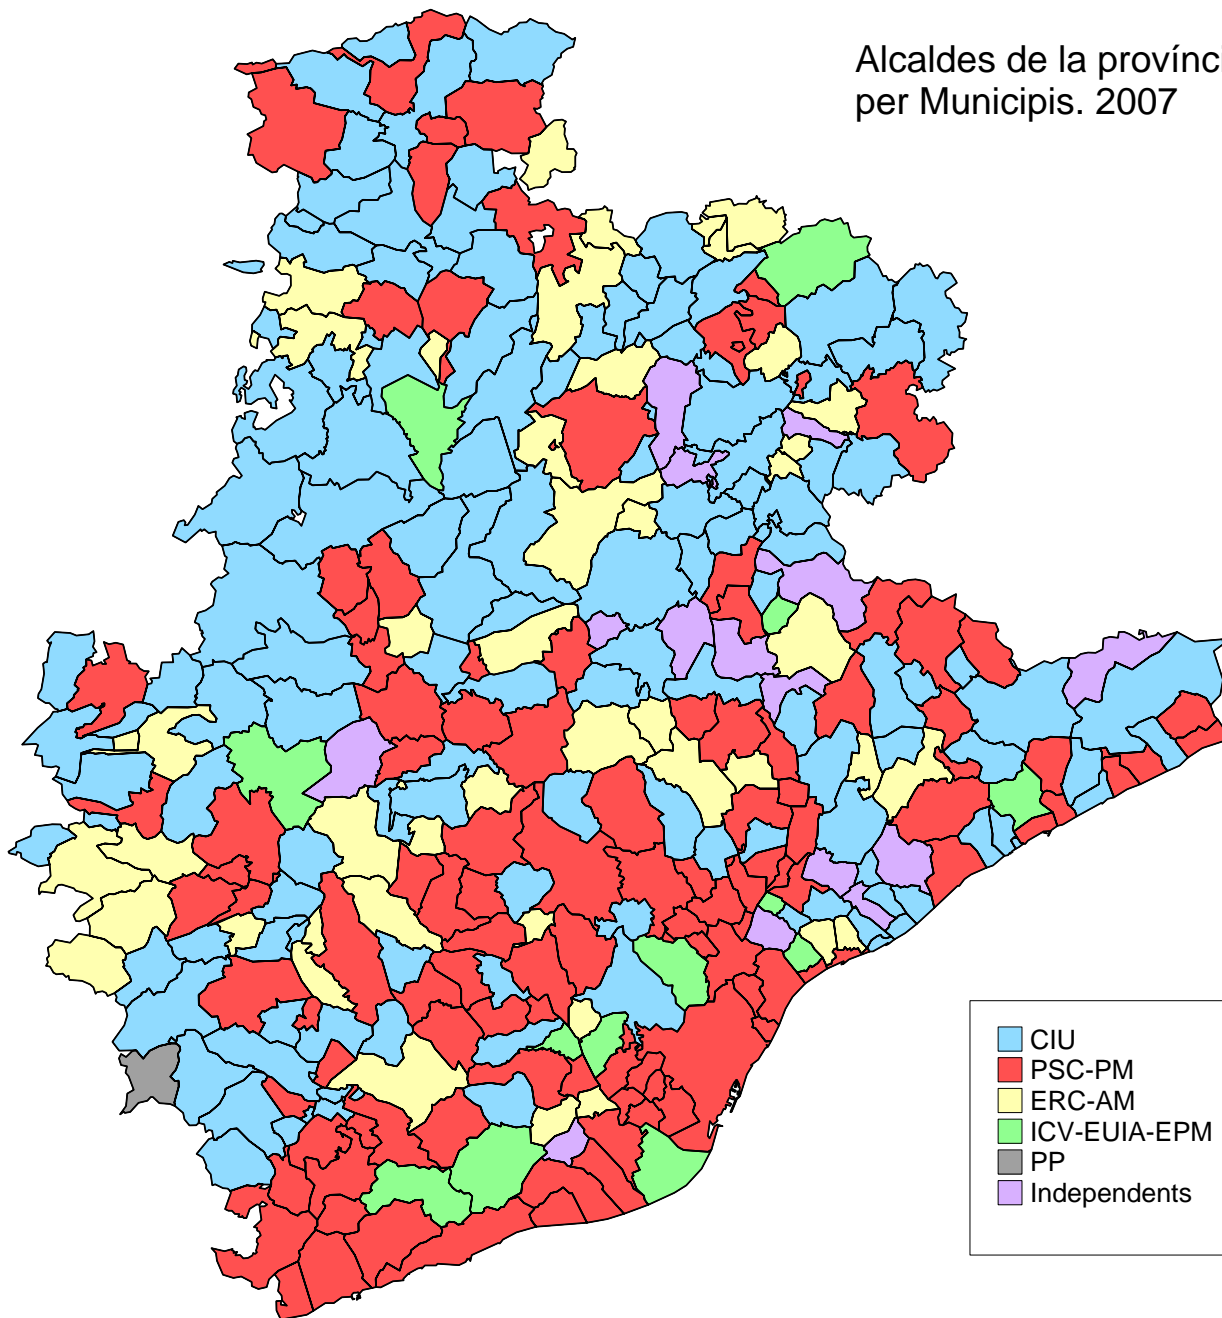 Alcaldes de la provínci
per Municipis. 2007
CIU
PSC-PM
ERC-AM
ICV-EUIA-EPM
PP
Independents